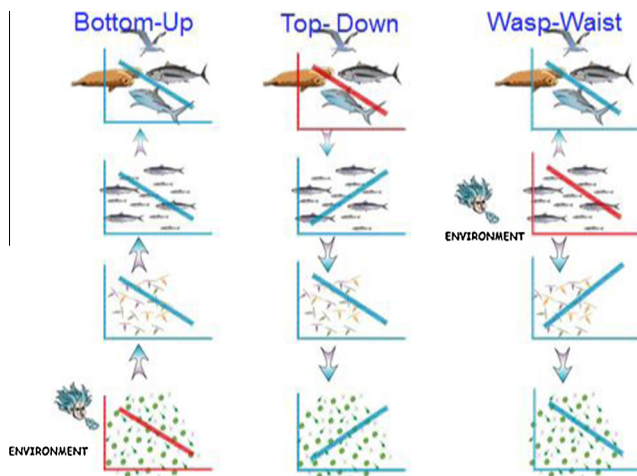 Bottom-Up
Top- Down
Wasp-Waist
ENVIRONMENT
ENVIRONMENT